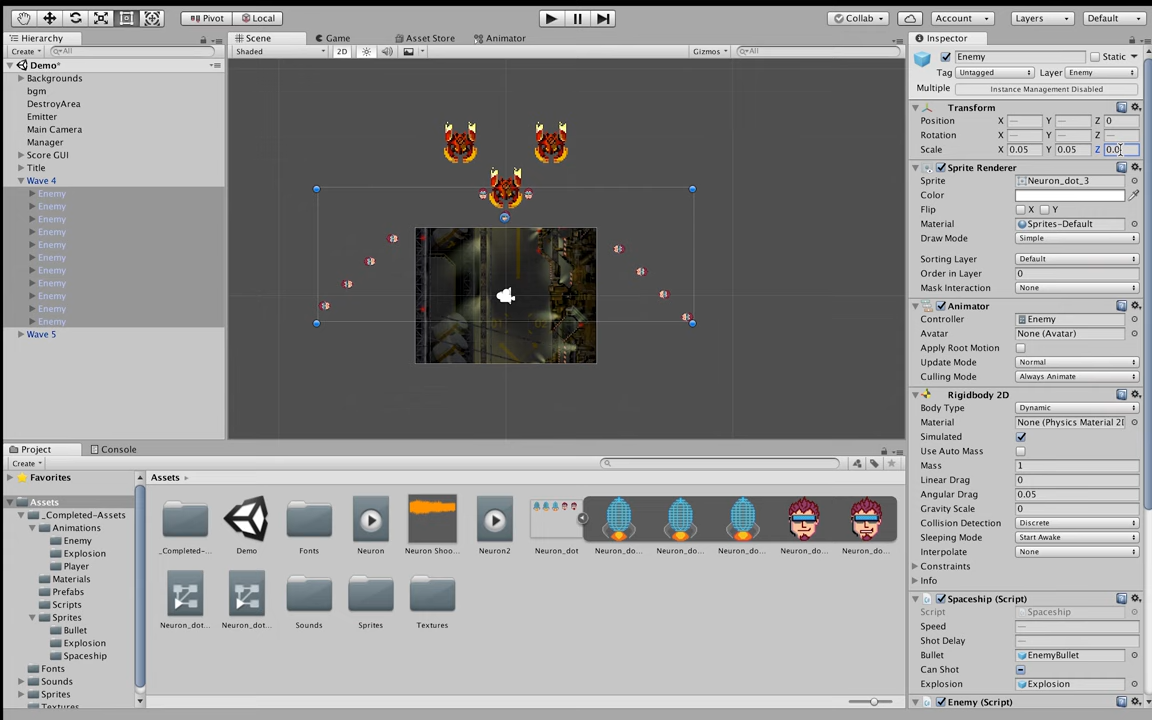 Pivot Local Collab Account Layers Default
Hierarchy
Create All
Demo*
Backgrounds
bgm
DestroyArea
Emitter
Main Camera
Manager
Score GUI
Title
Wave 4
Enemy
Enemy
Enemy
Enemy
Enemy
Enemy
Enemy
Enemy
Enemy
Enemy
Enemy
Wave 5
Scene Game Asset Store Animator
Shaded 2D Gizmos All
Inspector
Enemy Static
Tag Untagged Layer Enemy
Multiple Instance Management Disabled
Transform
Position X — Y — Z 0
Rotation X — Y — Z —
Scale X 0.05 Y 0.05 Z 0.0
Sprite Renderer
Sprite Neuron_dot_3
Color
Flip X Y
Material Sprites-Default
Draw Mode Simple
Sorting Layer Default
Order in Layer 0
Mask Interaction None
Animator
Controller Enemy
Avatar None (Avatar)
Apply Root Motion
Update Mode Normal
Culling Mode Always Animate
Rigidbody 2D
Body Type Dynamic
Material None (Physics Material 2
Simulated
Use Auto Mass
Mass 1
Linear Drag 0
Angular Drag 0.05
Gravity Scale 0
Collision Detection Discrete
Sleeping Mode Start Awake
Interpolate None
Constraints
Info
Spaceship (Script)
Script Spaceship
Speed —
Shot Delay —
Bullet EnemyBullet
Can Shot
Explosion Explosion
Enemy (Script)
Project Console
Create
Favorites
Assets
_Completed-Assets
Animations
Enemy
Explosion
Player
Materials
Prefabs
Scripts
Sprites
Bullet
Explosion
Spaceship
Fonts
Sounds
Sprites
Textures
Assets
_Completed-... Demo Fonts Neuron Neuron Shoo... Neuron2 Neuron_dot Neuron_do... Neuron_do... Neuron_do... Neuron_do... Neuron_do...
Neuron_dot... Neuron_dot... Sounds Sprites Textures